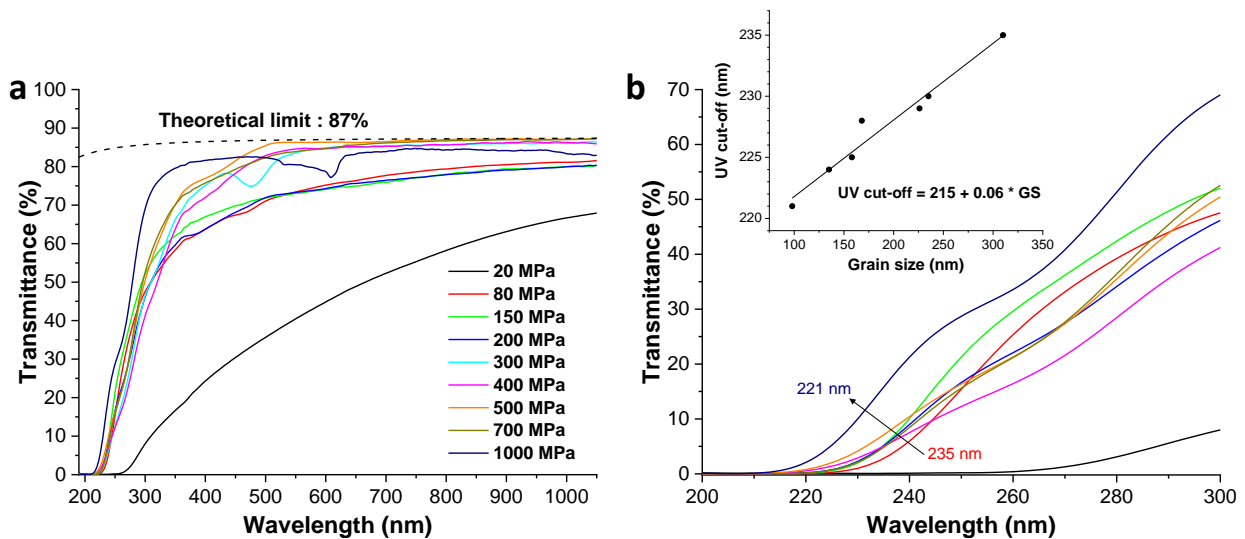 a
Transmittance (%)
100
90
80
70
60
50
40
30
20
10
0
Theoretical limit : 87%
20 MPa
80 MPa
150 MPa
200 MPa
300 MPa
400 MPa
500 MPa
700 MPa
1000 MPa
200 300 400 500 600 700 800 900 1000
Wavelength (nm)
b
Transmittance (%)
70
60
50
40
30
20
10
0
UV cut-off (nm)
235
230
225
220
UV cut-off = 215 + 0.06 * GS
50 100 150 200 250 300 350
Grain size (nm)
221 nm
235 nm
200 220 240 260 280 300
Wavelength (nm)